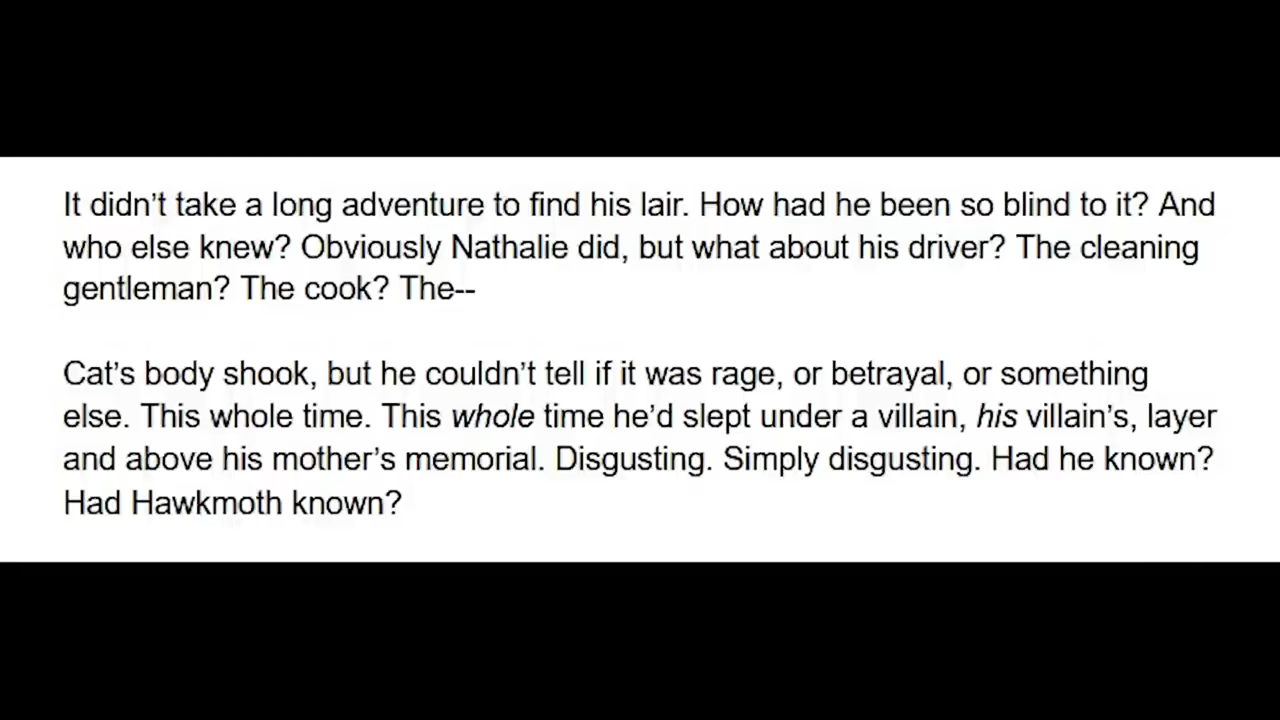 It didn’t take a long adventure to find his lair. How had he been so blind to it? And
who else knew? Obviously Nathalie did, but what about his driver? The cleaning
gentleman? The cook? The--
Cat’s body shook, but he couldn’t tell if it was rage, or betrayal, or something
else. This whole time. This whole time he’d slept under a villain, his villain’s, layer
and above his mother’s memorial. Disgusting. Simply disgusting. Had he known?
Had Hawkmoth known?